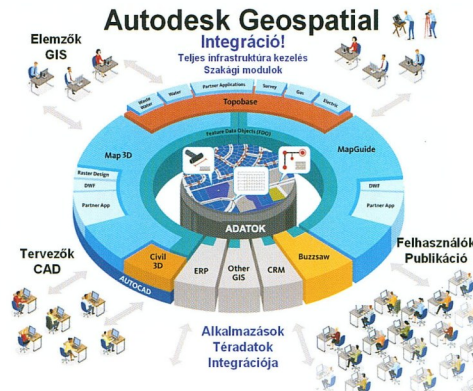 Autodesk Geospatial
Elemzők
GIS
Integráció!
Teljes infrastruktúra kezelés
Szakági modulok
Waste Water
Water
Partner Applications
Survey
Gas
Electric
Topobase
Feature Data Objects (FDO)
Map 3D
MapGuide
Raster Design
DWF
Partner App
DWF
Partner App
ADATOK
Civil 3D
AUTOCAD
ERP
Other GIS
CRM
Buzzsaw
Tervezők
CAD
Felhasználók
Publikáció
Alkalmazások
Téradatok
Integrációja